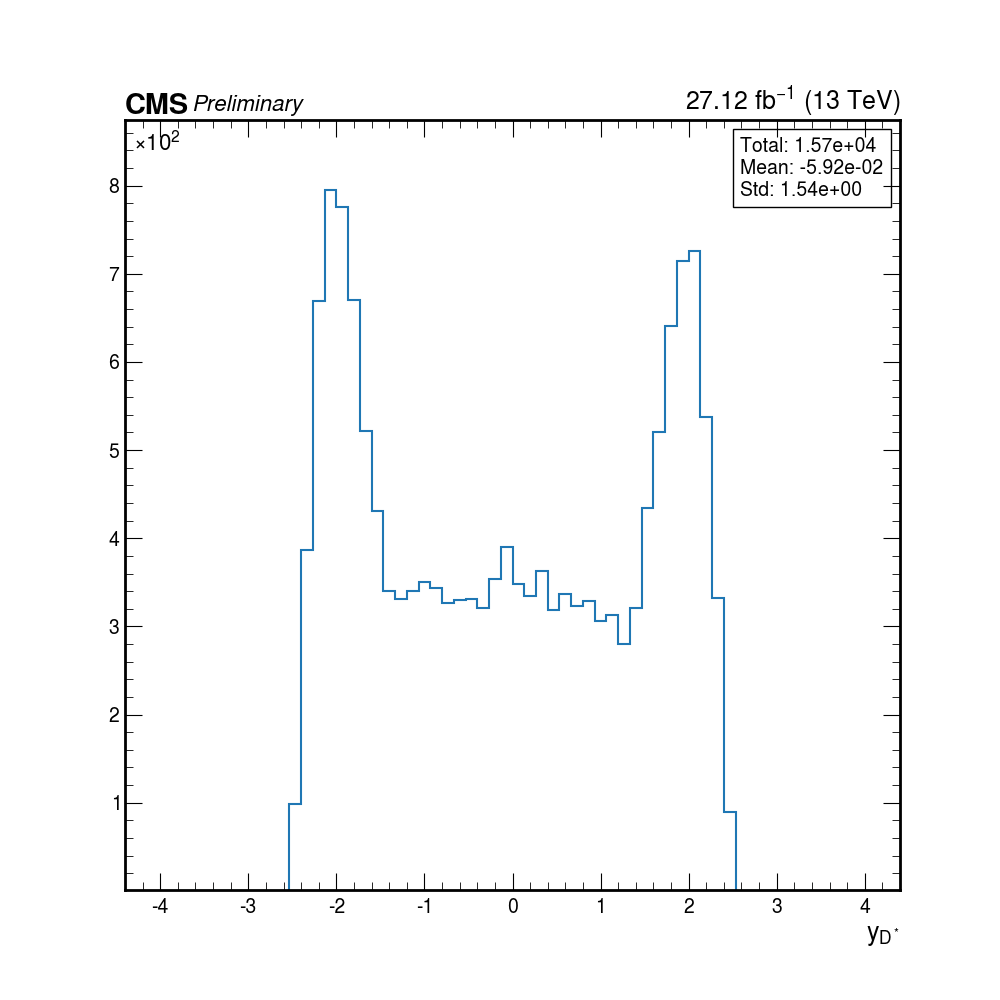 CMS Preliminary
27.12 fb⁻¹ (13 TeV)
×10²
Total: 1.57e+04
Mean: -5.92e-02
Std: 1.54e+00
8
7
6
5
4
3
2
1
-4 -3 -2 -1 0 1 2 3 4
y_{D*}